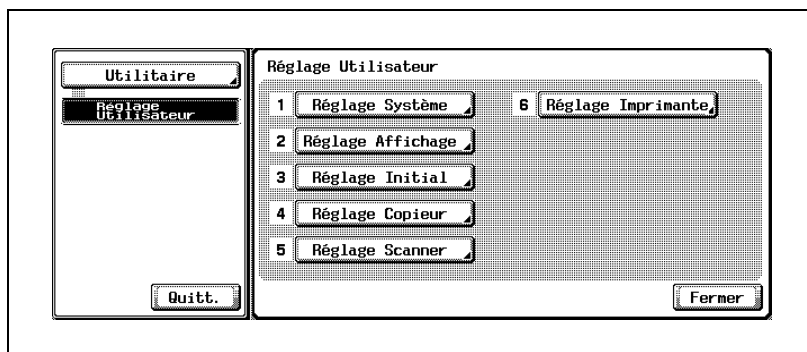 Utilitaire
Réglage
Utilisateur
Quitt.
Réglage Utilisateur
1 Réglage Système
2 Réglage Affichage
3 Réglage Initial
4 Réglage Copieur
5 Réglage Scanner
6 Réglage Imprimante
Fermer